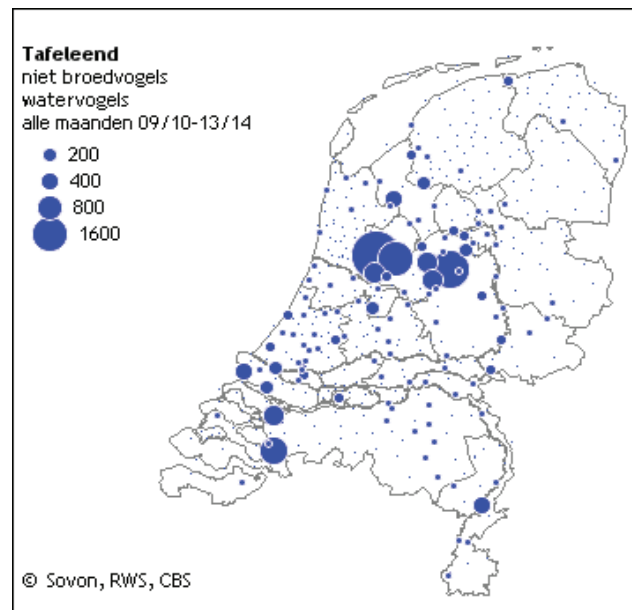 Tafeleend
niet broedvogels
watervogels
alle maanden 09/10-13/14
200
400
800
1600
© Sovon, RWS, CBS